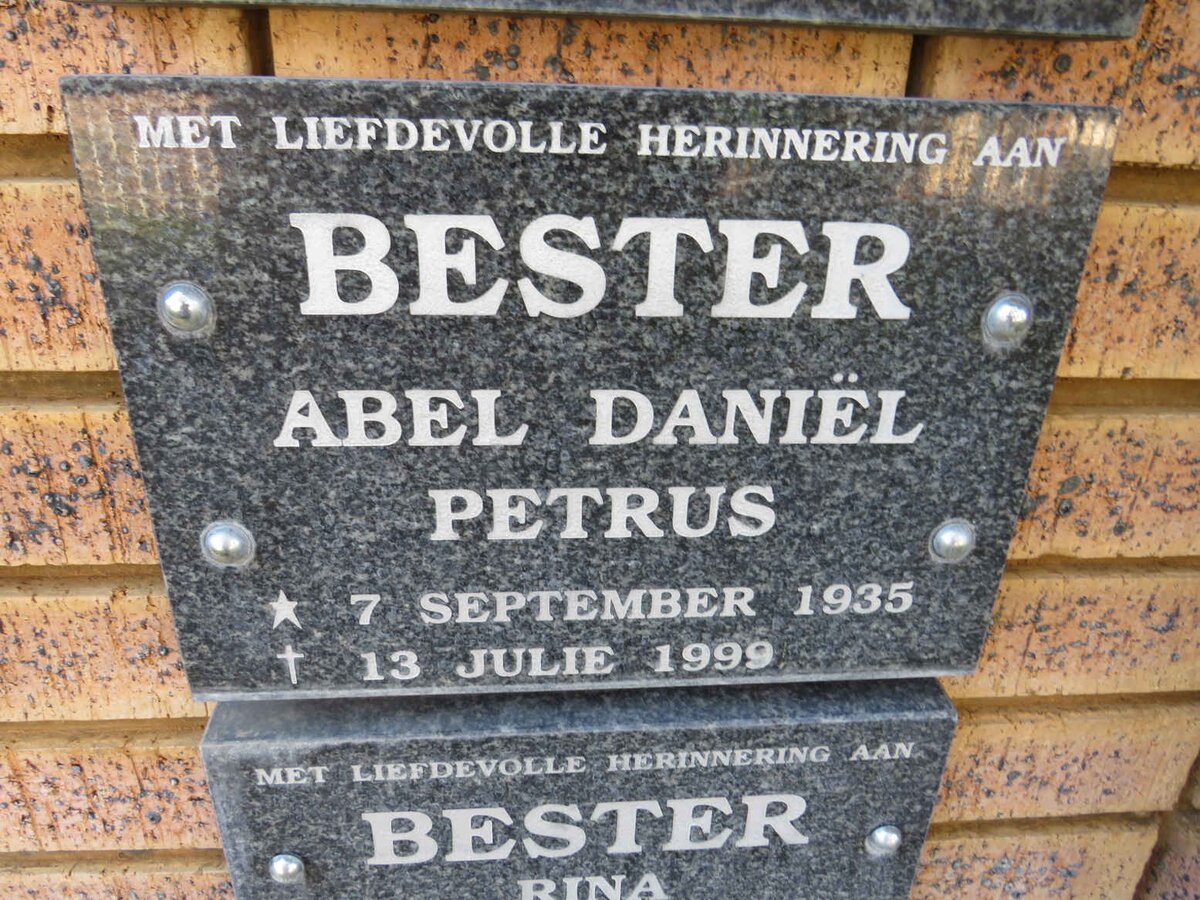 MET LIEFDEVOLLE HERINNERING AAN
BESTER
ABEL DANIËL
PETRUS
7 SEPTEMBER 1935
13 JULIE 1999
MET LIEFDEVOLLE HERINNERING AAN
BESTER
RINA